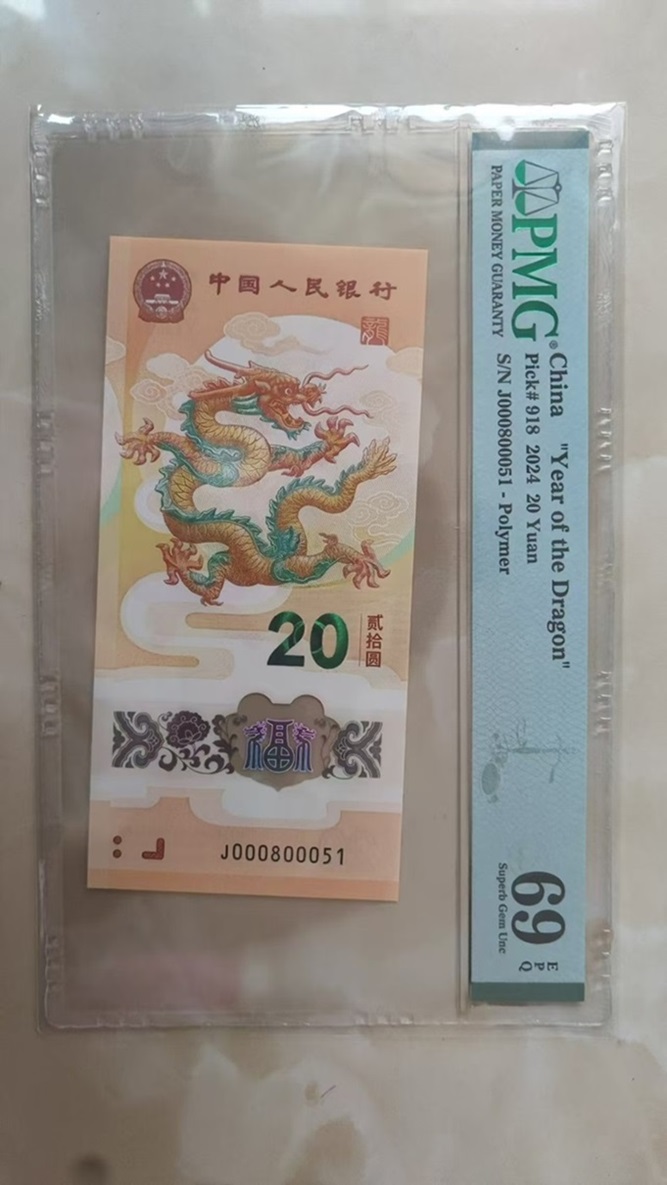 中国人民银行
龍
20
贰拾圆
福
J000800051
PMG®
PAPER MONEY GUARANTY
China "Year of the Dragon"
Pick# 918 2024 20 Yuan
S/N J000800051 - Polymer
69
EPQ
Superb Gem Unc